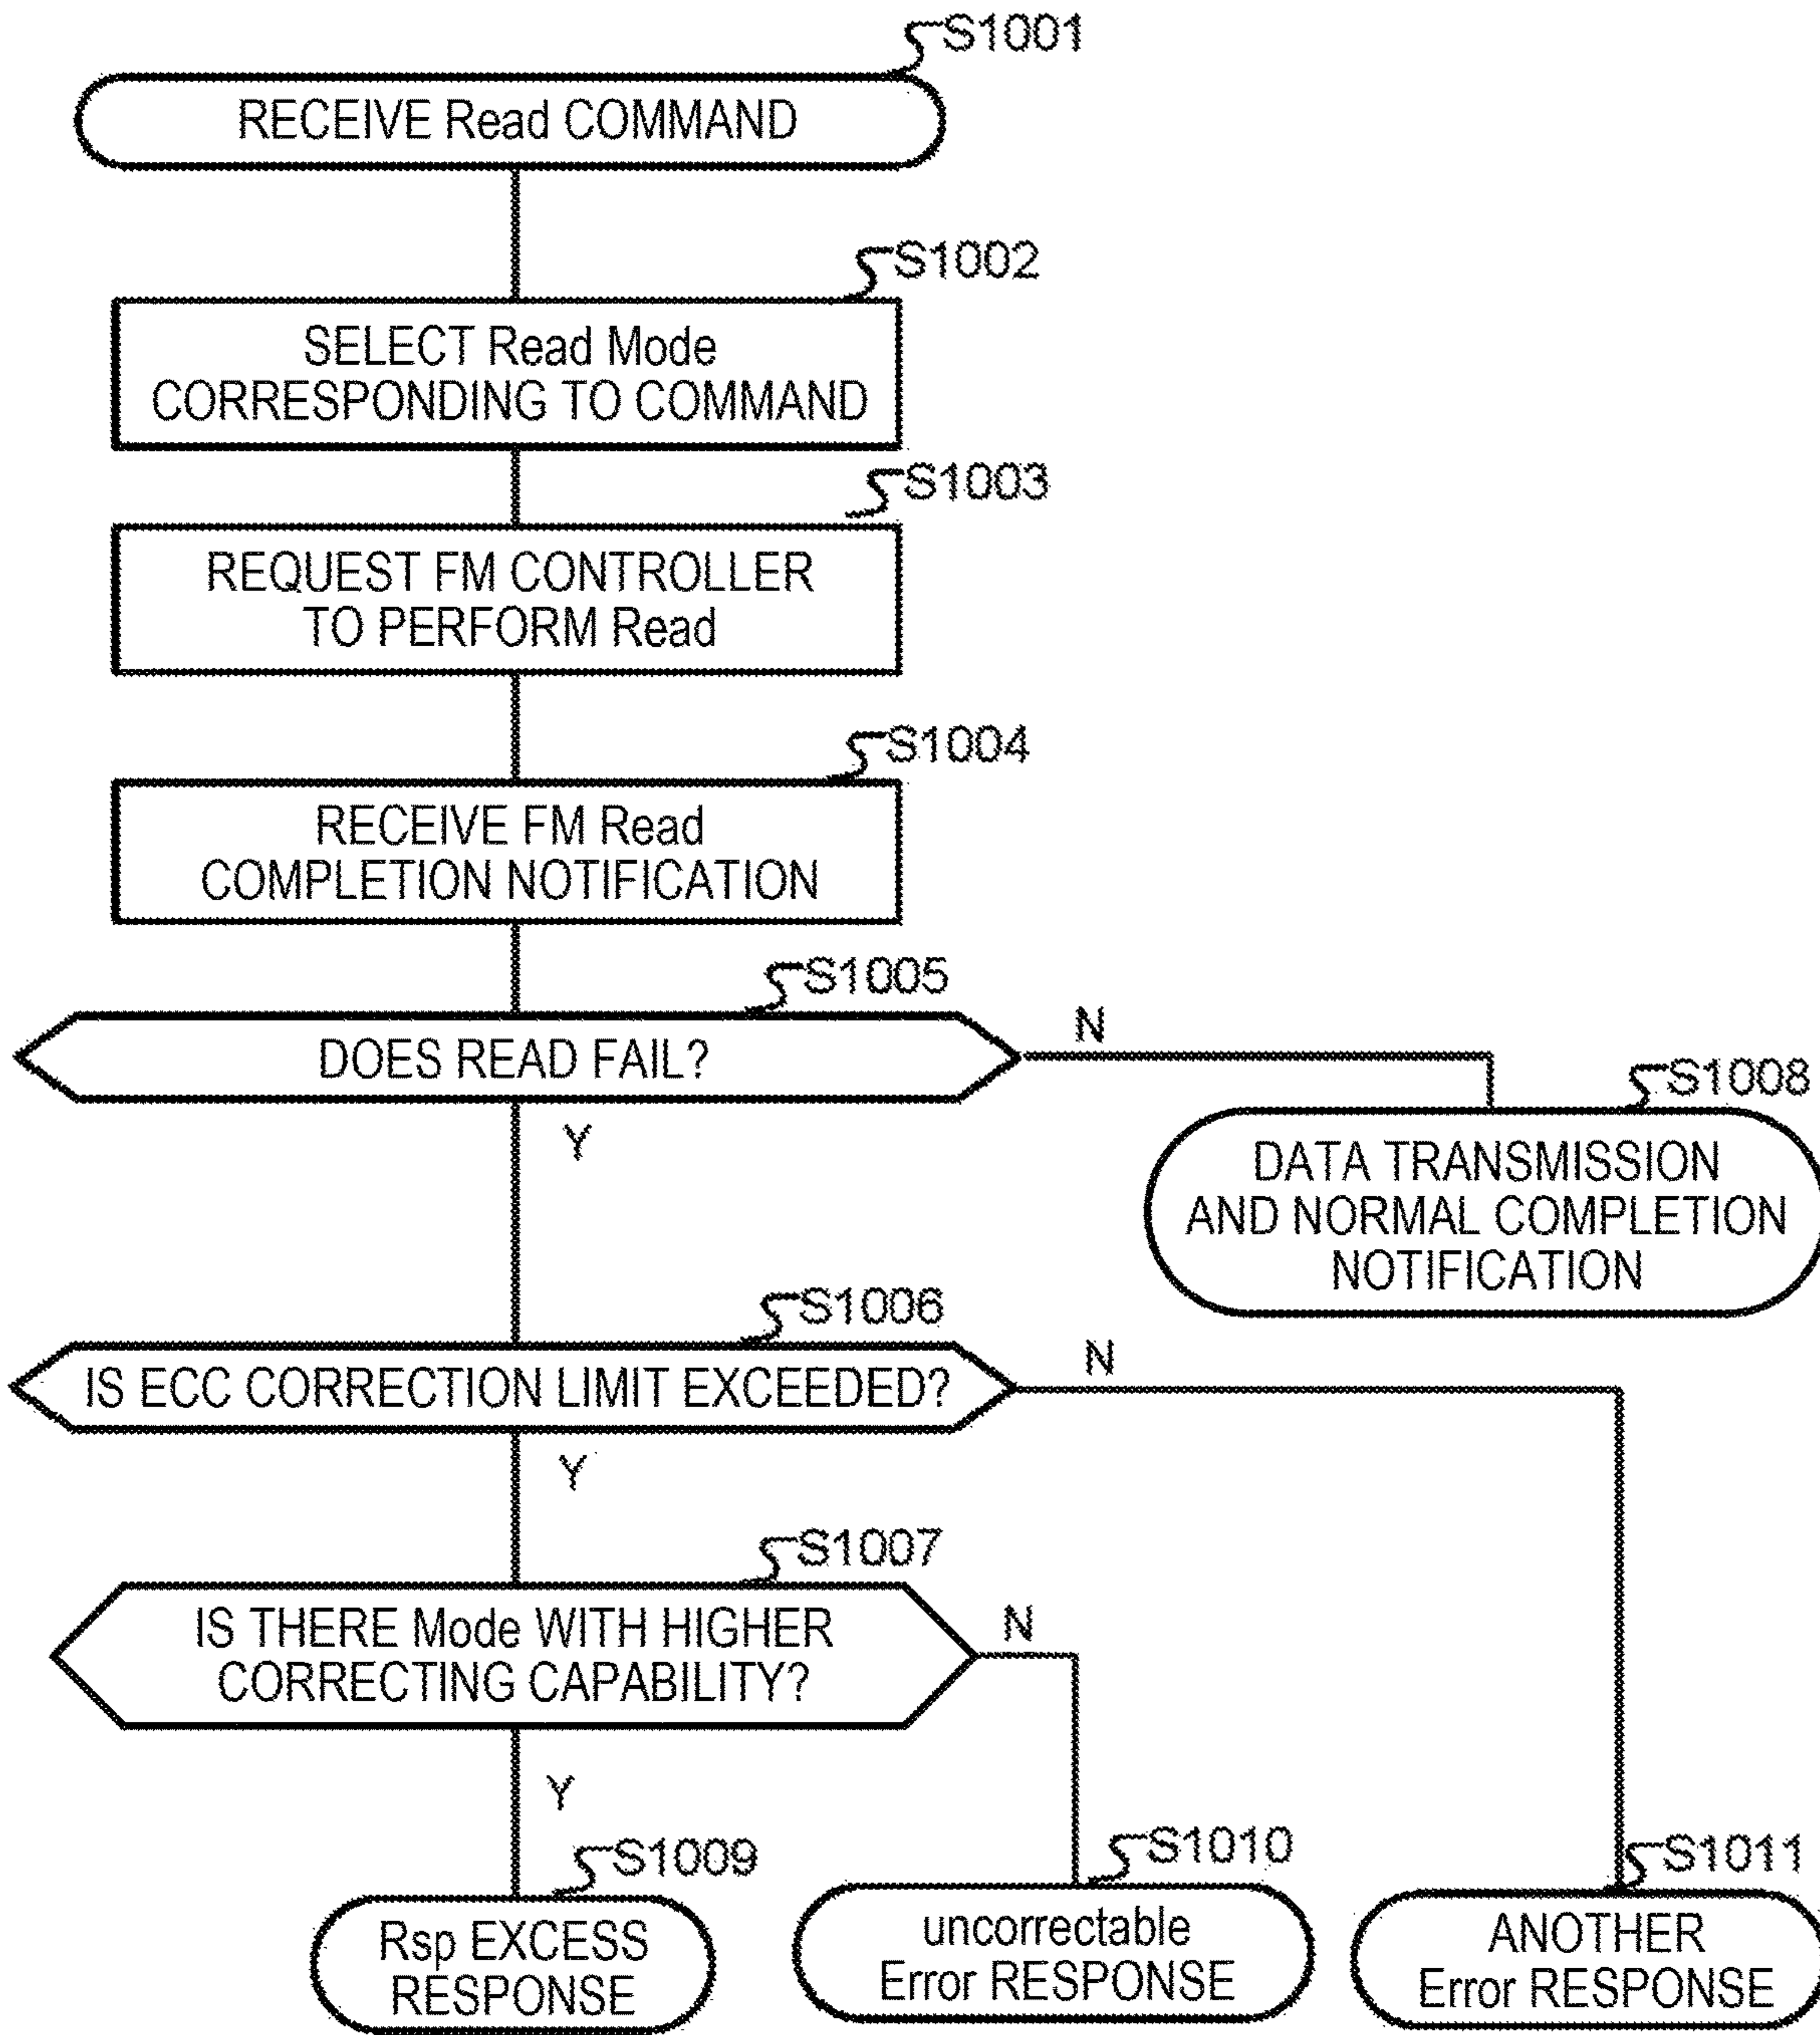 S1001
RECEIVE Read COMMAND
S1002
SELECT Read Mode
CORRESPONDING TO COMMAND
S1003
REQUEST FM CONTROLLER
TO PERFORM Read
S1004
RECEIVE FM Read
COMPLETION NOTIFICATION
S1005
DOES READ FAIL?
N
Y
S1008
DATA TRANSMISSION
AND NORMAL COMPLETION
NOTIFICATION
S1006
IS ECC CORRECTION LIMIT EXCEEDED?
N
Y
S1007
IS THERE Mode WITH HIGHER
CORRECTING CAPABILITY?
N
Y
S1009
Rsp EXCESS
RESPONSE
S1010
uncorrectable
Error RESPONSE
S1011
ANOTHER
Error RESPONSE